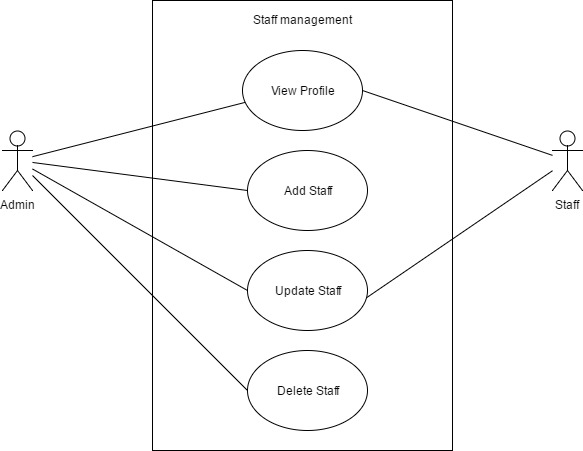 Staff management
View Profile
Add Staff
Admin
Staff
Update Staff
Delete Staff